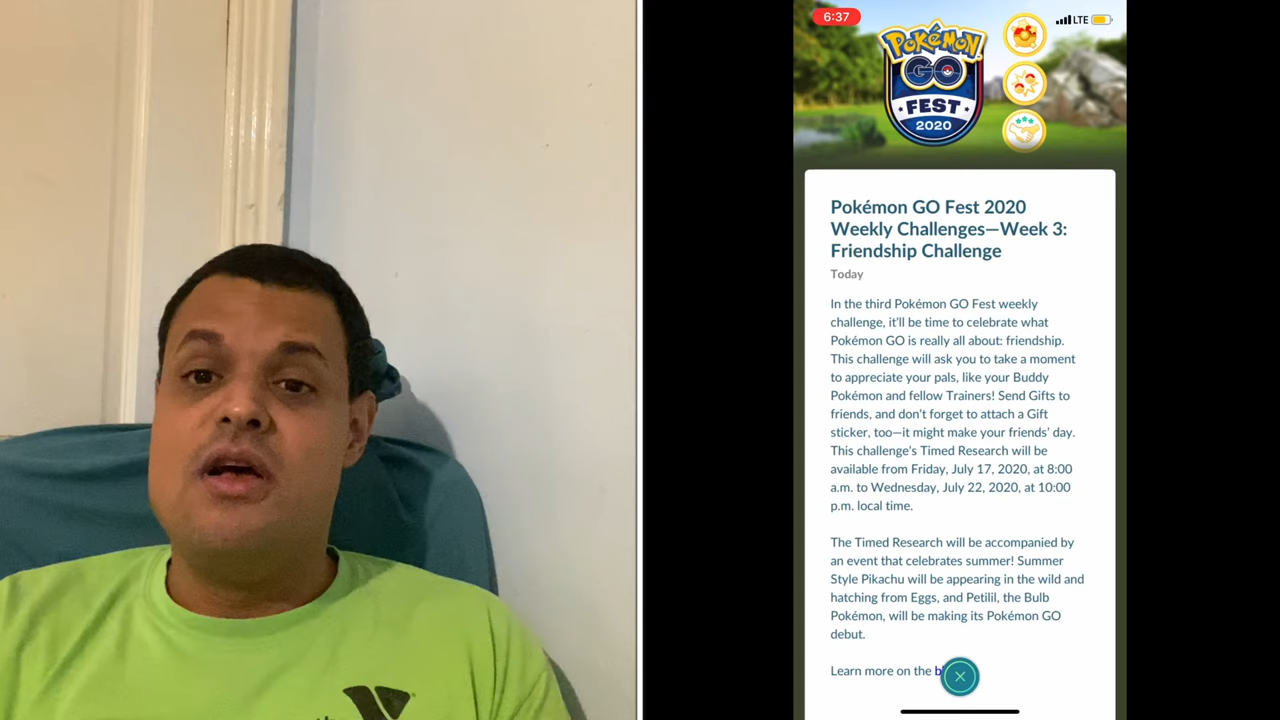 6:37
LTE
POKÉMON
GO
FEST
2020
Pokémon GO Fest 2020
Weekly Challenges—Week 3:
Friendship Challenge
Today
In the third Pokémon GO Fest weekly
challenge, it'll be time to celebrate what
Pokémon GO is really all about: friendship.
This challenge will ask you to take a moment
to appreciate your pals, like your Buddy
Pokémon and fellow Trainers! Send Gifts to
friends, and don't forget to attach a Gift
sticker, too—it might make your friends' day.
This challenge's Timed Research will be
available from Friday, July 17, 2020, at 8:00
a.m. to Wednesday, July 22, 2020, at 10:00
p.m. local time.
The Timed Research will be accompanied by
an event that celebrates summer! Summer
Style Pikachu will be appearing in the wild and
hatching from Eggs, and Petilil, the Bulb
Pokémon, will be making its Pokémon GO
debut.
Learn more on the